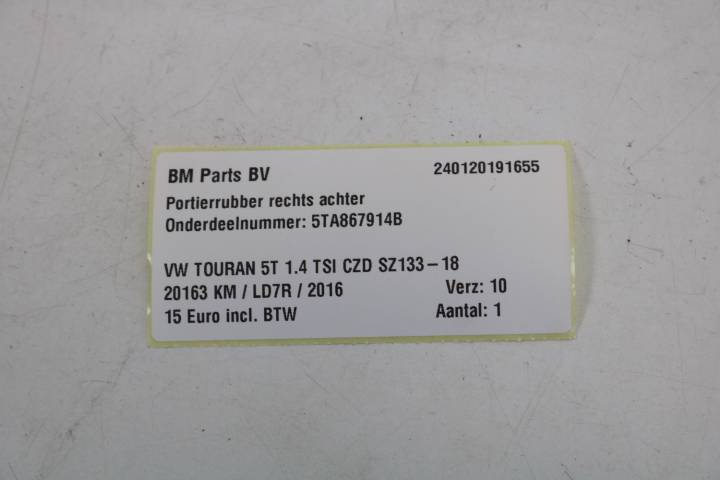 BM Parts BV 240120191655
Portierrubber rechts achter
Onderdeelnummer: 5TA867914B
VW TOURAN 5T 1.4 TSI CZD SZ133-18
20163 KM / LD7R / 2016 Verz: 10
15 Euro incl. BTW Aantal: 1